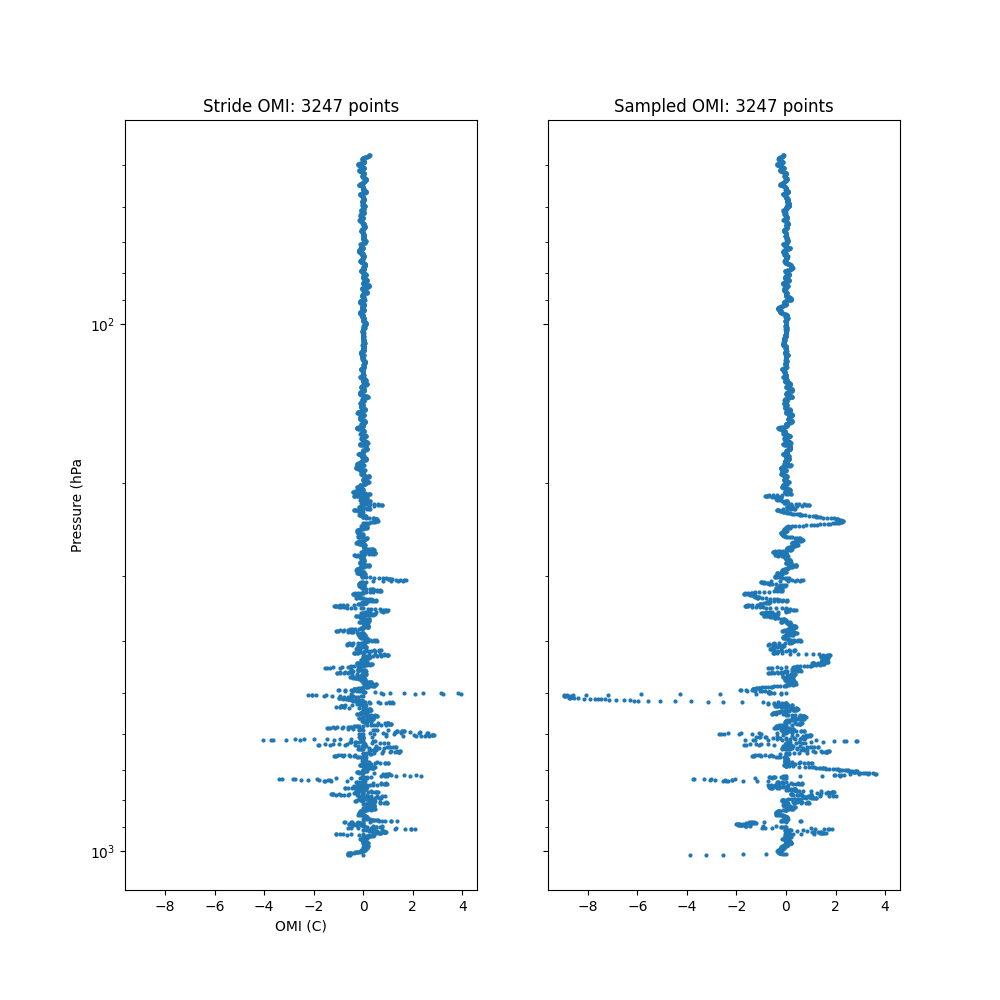 Stride OMI: 3247 points
Sampled OMI: 3247 points
10²
10³
Pressure (hPa
−8 −6 −4 −2 0 2 4
−8 −6 −4 −2 0 2 4
OMI (C)